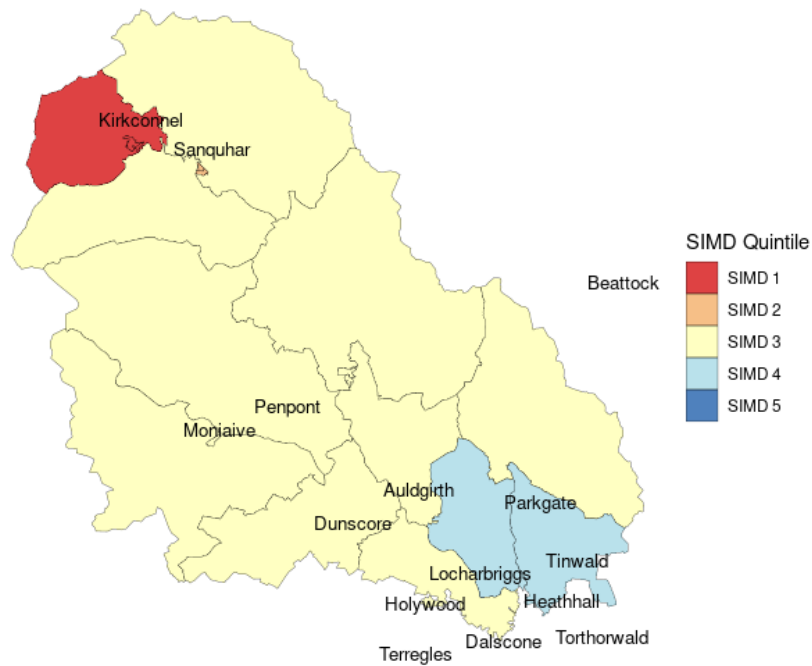 Kirkconnel
Sanquhar
SIMD Quintile
Beattock
SIMD 1
SIMD 2
SIMD 3
SIMD 4
SIMD 5
Penpont
Moniaive
Auldgirth
Parkgate
Dunscore
Tinwald
Locharbriggs
Holywood
Heathhall
Dalscone
Torthorwald
Terregles